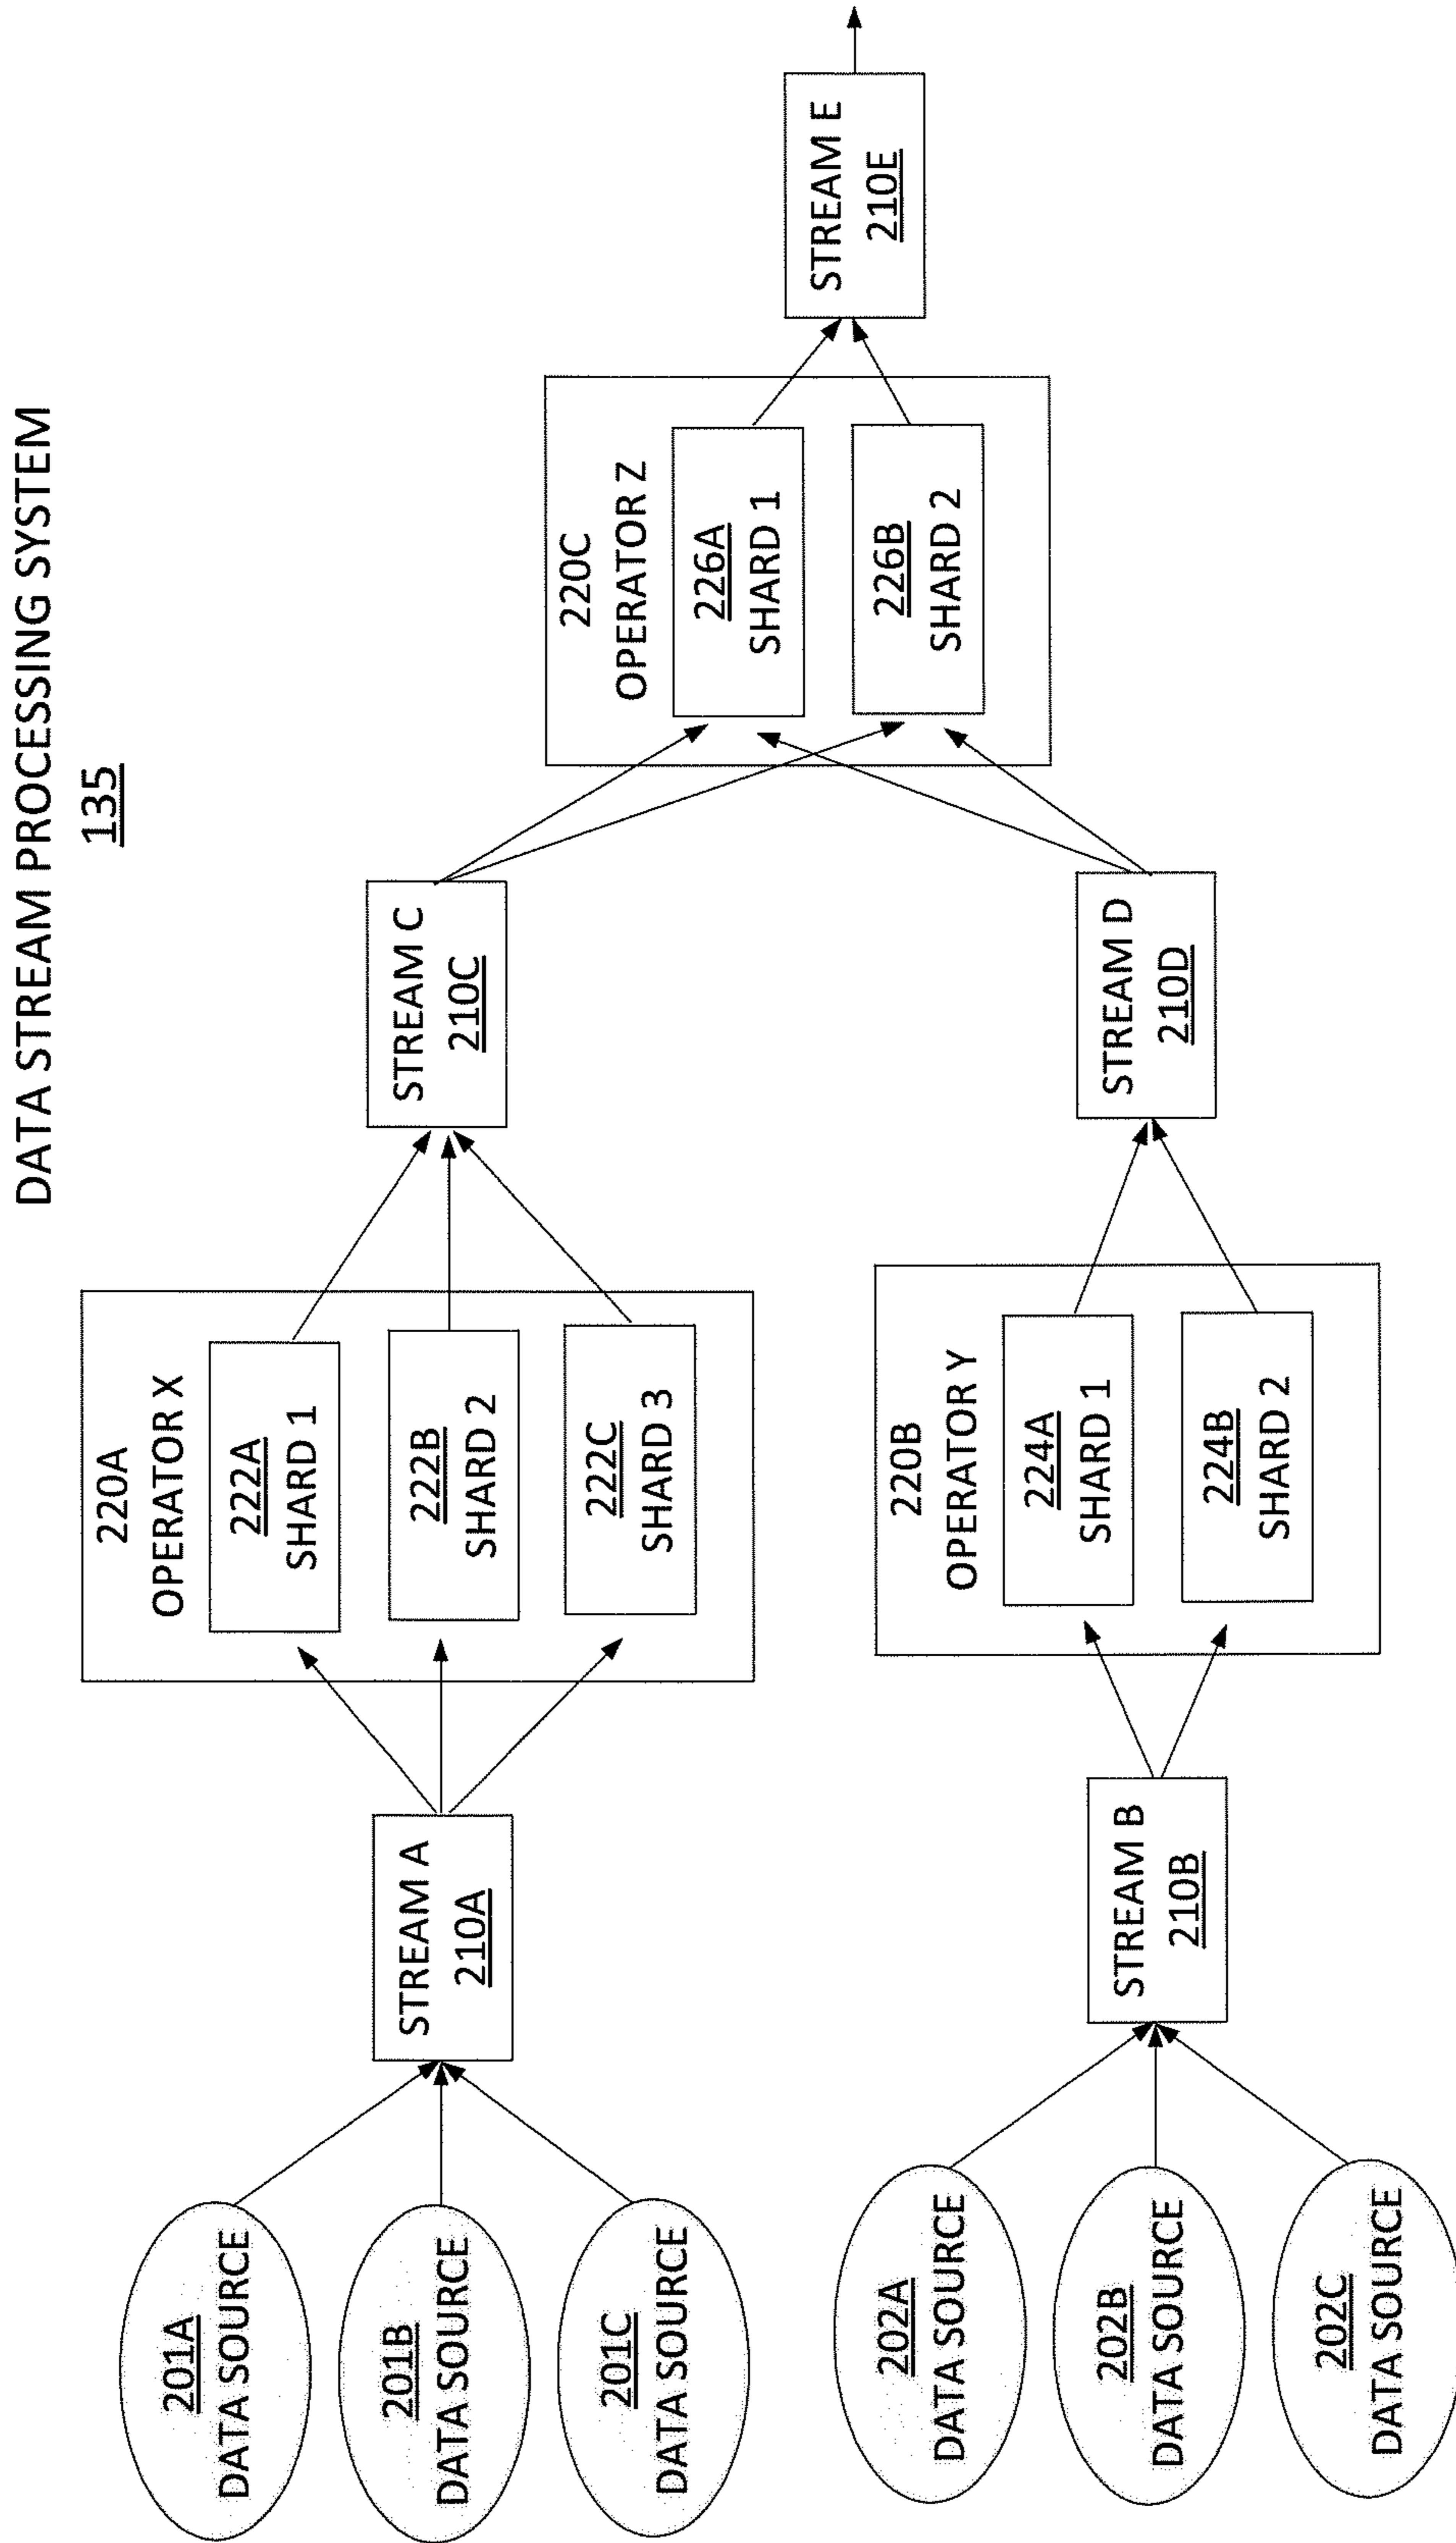 DATA STREAM PROCESSING SYSTEM
135
201A
DATA SOURCE
201B
DATA SOURCE
201C
DATA SOURCE
STREAM A
210A
220A
OPERATOR X
222A
SHARD 1
222B
SHARD 2
222C
SHARD 3
STREAM C
210C
202A
DATA SOURCE
202B
DATA SOURCE
202C
DATA SOURCE
STREAM B
210B
220B
OPERATOR Y
224A
SHARD 1
224B
SHARD 2
STREAM D
210D
220C
OPERATOR Z
226A
SHARD 1
226B
SHARD 2
STREAM E
210E